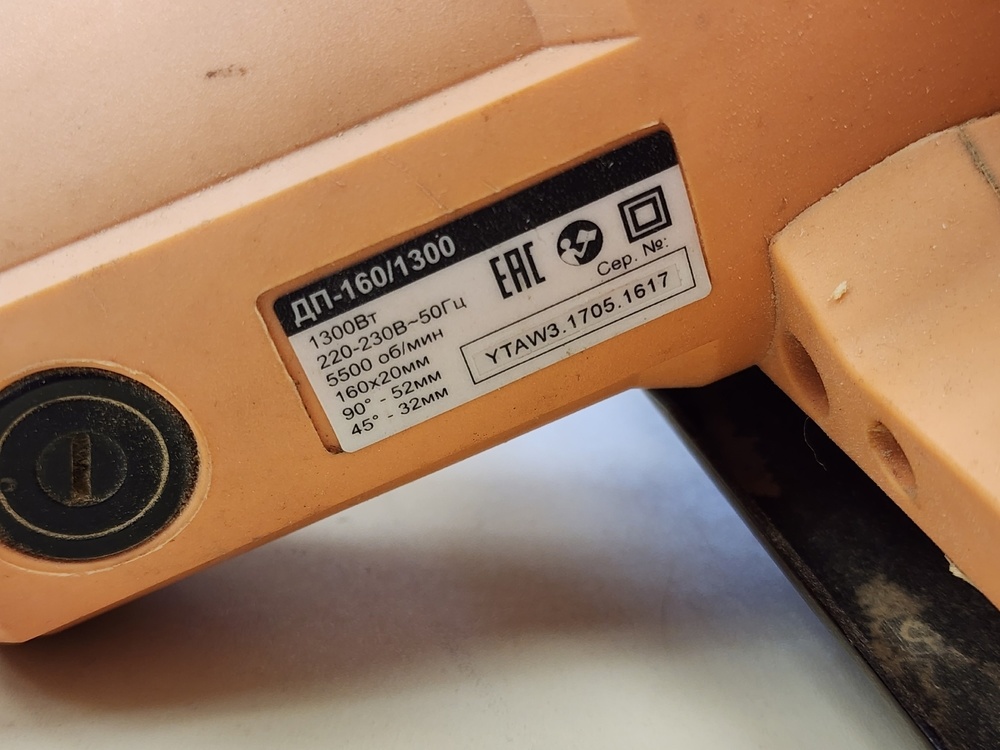 ДП-160/1300
1300Вт
220-230В~50Гц
5500 об/мин
160х20мм
90° - 52мм
45° - 32мм
EAC
Сер. №:
YTAW3.1705.1617